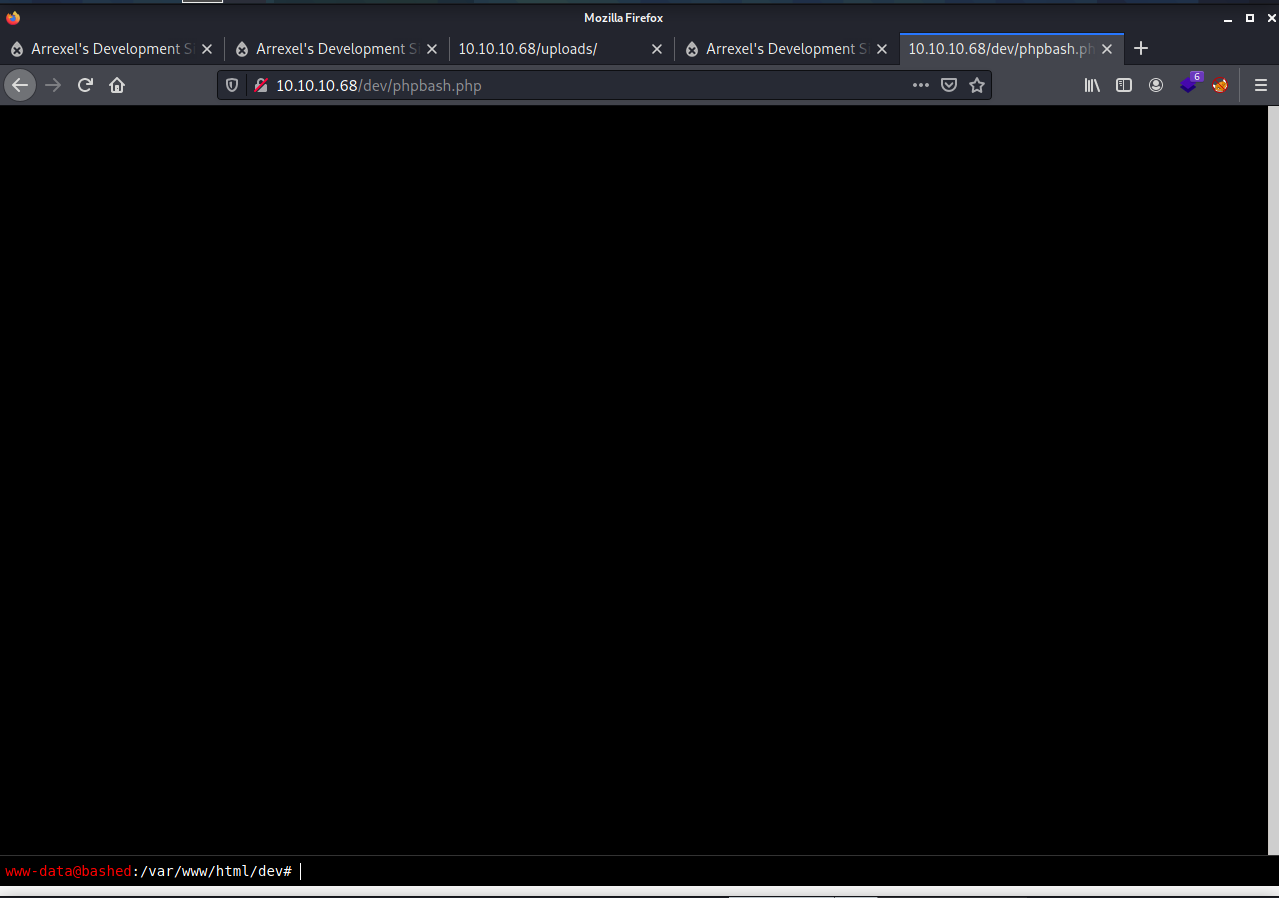 Mozilla Firefox
Arrexel's Development S
Arrexel's Development S
10.10.10.68/uploads/
Arrexel's Development S
10.10.10.68/dev/phpbash.ph
10.10.10.68/dev/phpbash.php
6
www-data@bashed:/var/www/html/dev#